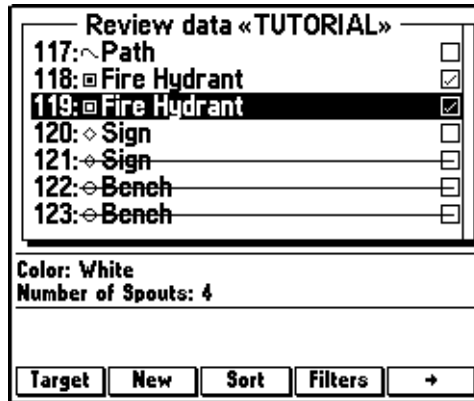 Review data «TUTORIAL»
117: Path
118: Fire Hydrant
119: Fire Hydrant
120: Sign
121: Sign
122: Bench
123: Bench
Color: White
Number of Spouts: 4
Target New Sort Filters →